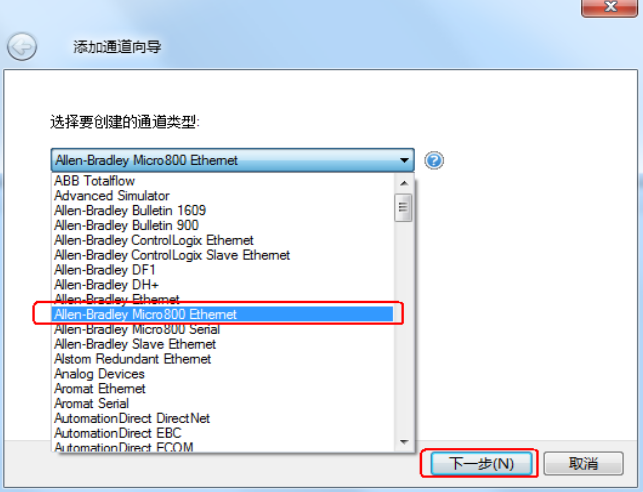 添加通道向导
选择要创建的通道类型:
Allen-Bradley Micro800 Ethernet
ABB Totalflow
Advanced Simulator
Allen-Bradley Bulletin 1609
Allen-Bradley Bulletin 900
Allen-Bradley ControlLogix Ethernet
Allen-Bradley ControlLogix Slave Ethernet
Allen-Bradley DF1
Allen-Bradley DH+
Allen-Bradley Ethernet
Allen-Bradley Micro800 Ethernet
Allen-Bradley Micro800 Serial
Allen-Bradley Slave Ethernet
Alstom Redundant Ethernet
Analog Devices
Aromat Ethernet
Aromat Serial
AutomationDirect DirectNet
AutomationDirect EBC
AutomationDirect ECOM
下一步(N)
取消